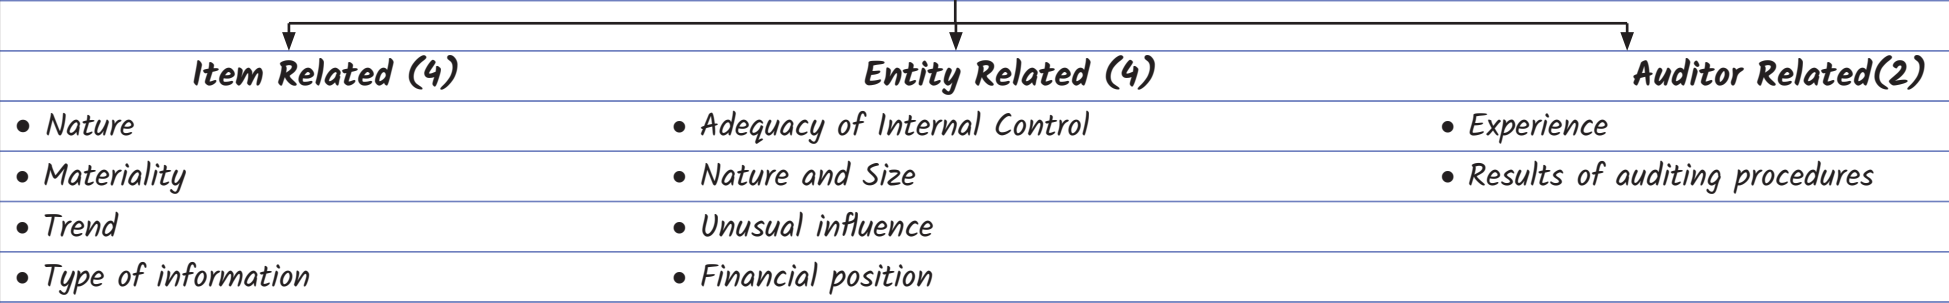 Item Related (4)
Entity Related (4)
Auditor Related(2)
• Nature
• Adequacy of Internal Control
• Experience
• Materiality
• Nature and Size
• Results of auditing procedures
• Trend
• Unusual influence
• Type of information
• Financial position